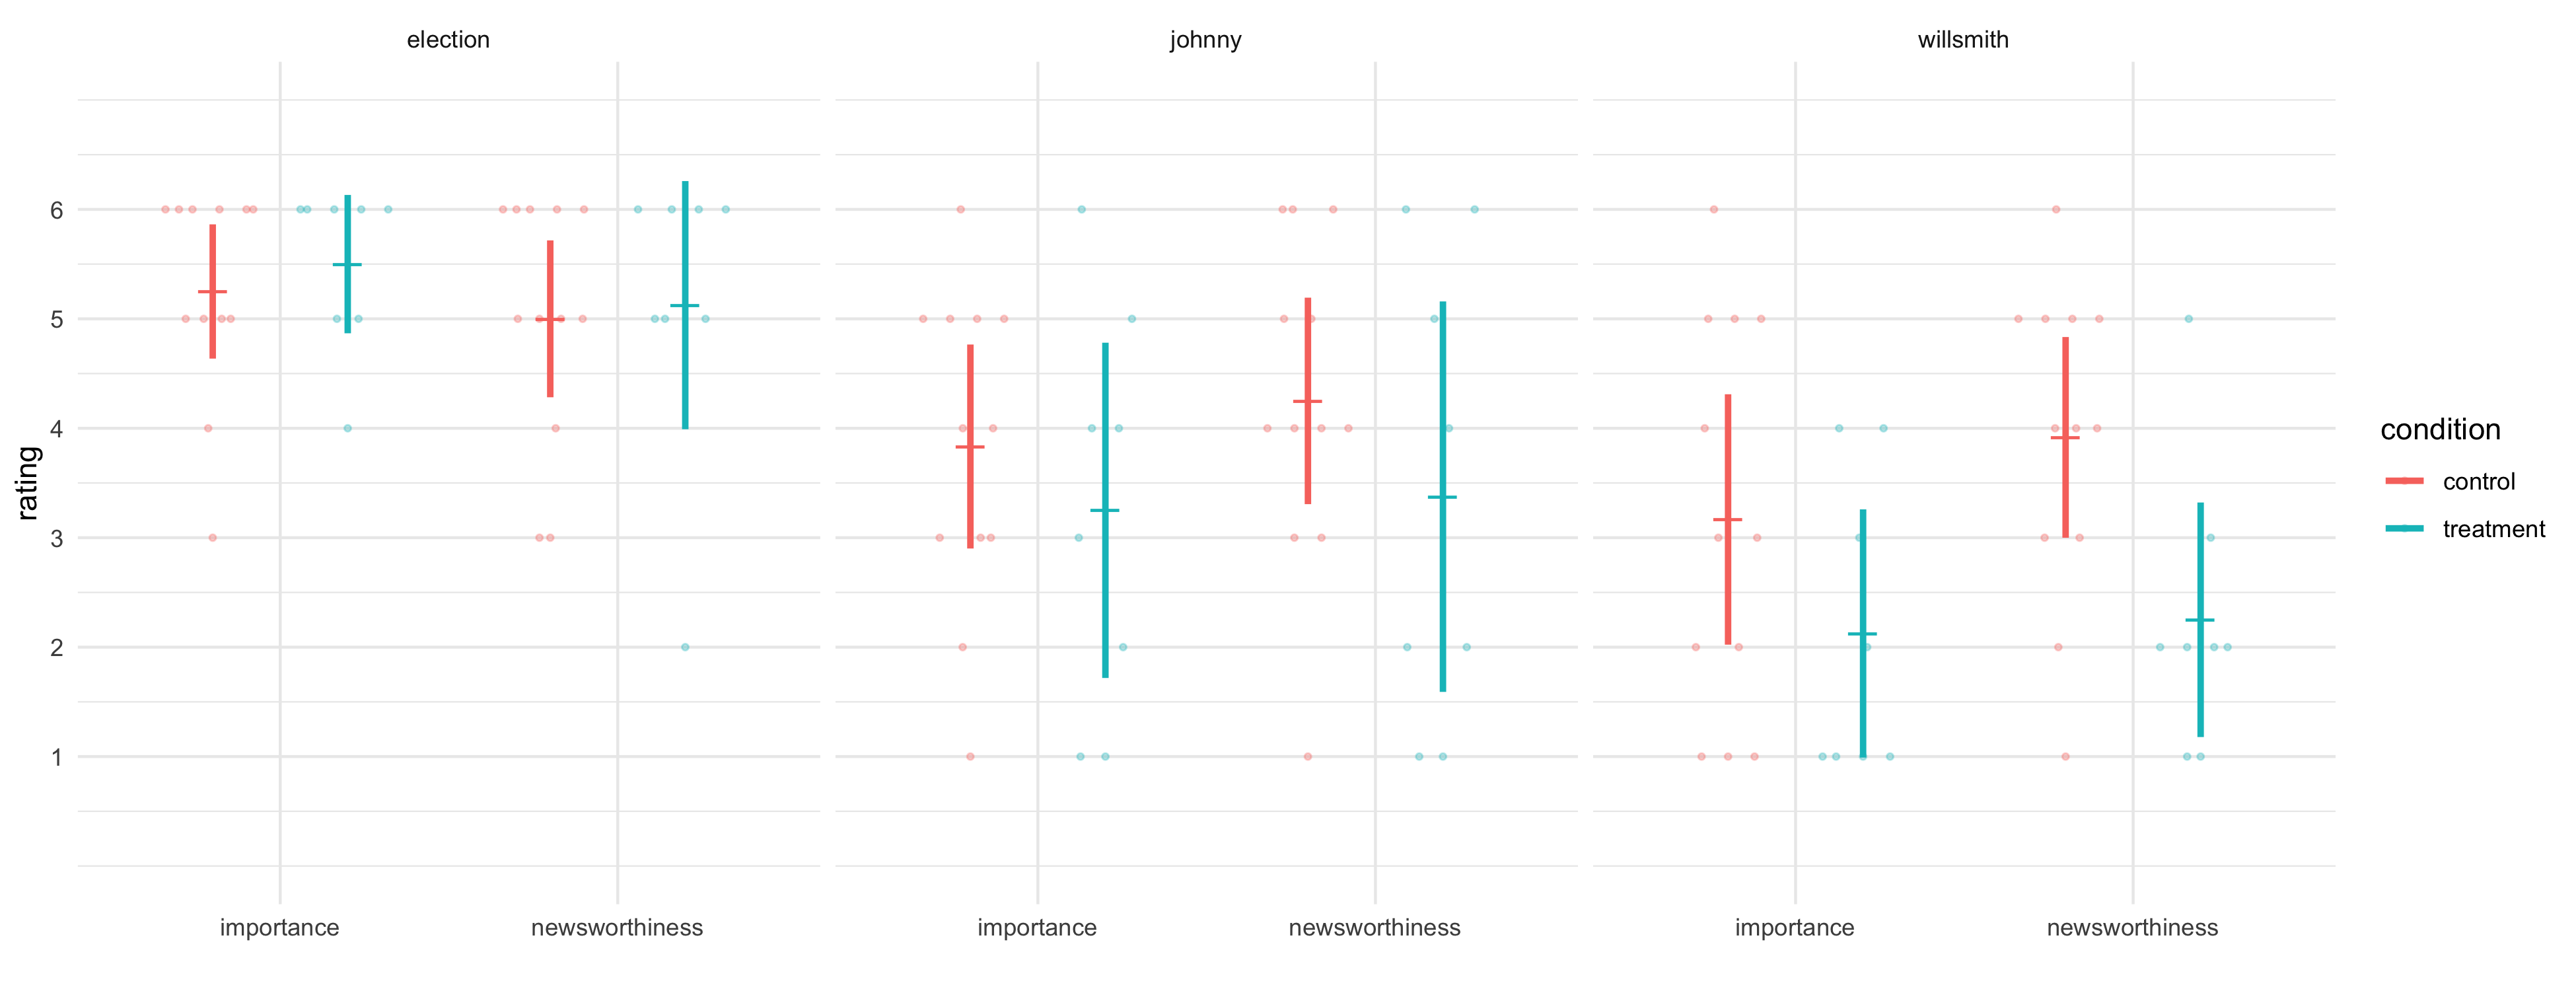 election
johnny
willsmith
rating
6
5
4
3
2
1
importance
newsworthiness
importance
newsworthiness
importance
newsworthiness
condition
control
treatment